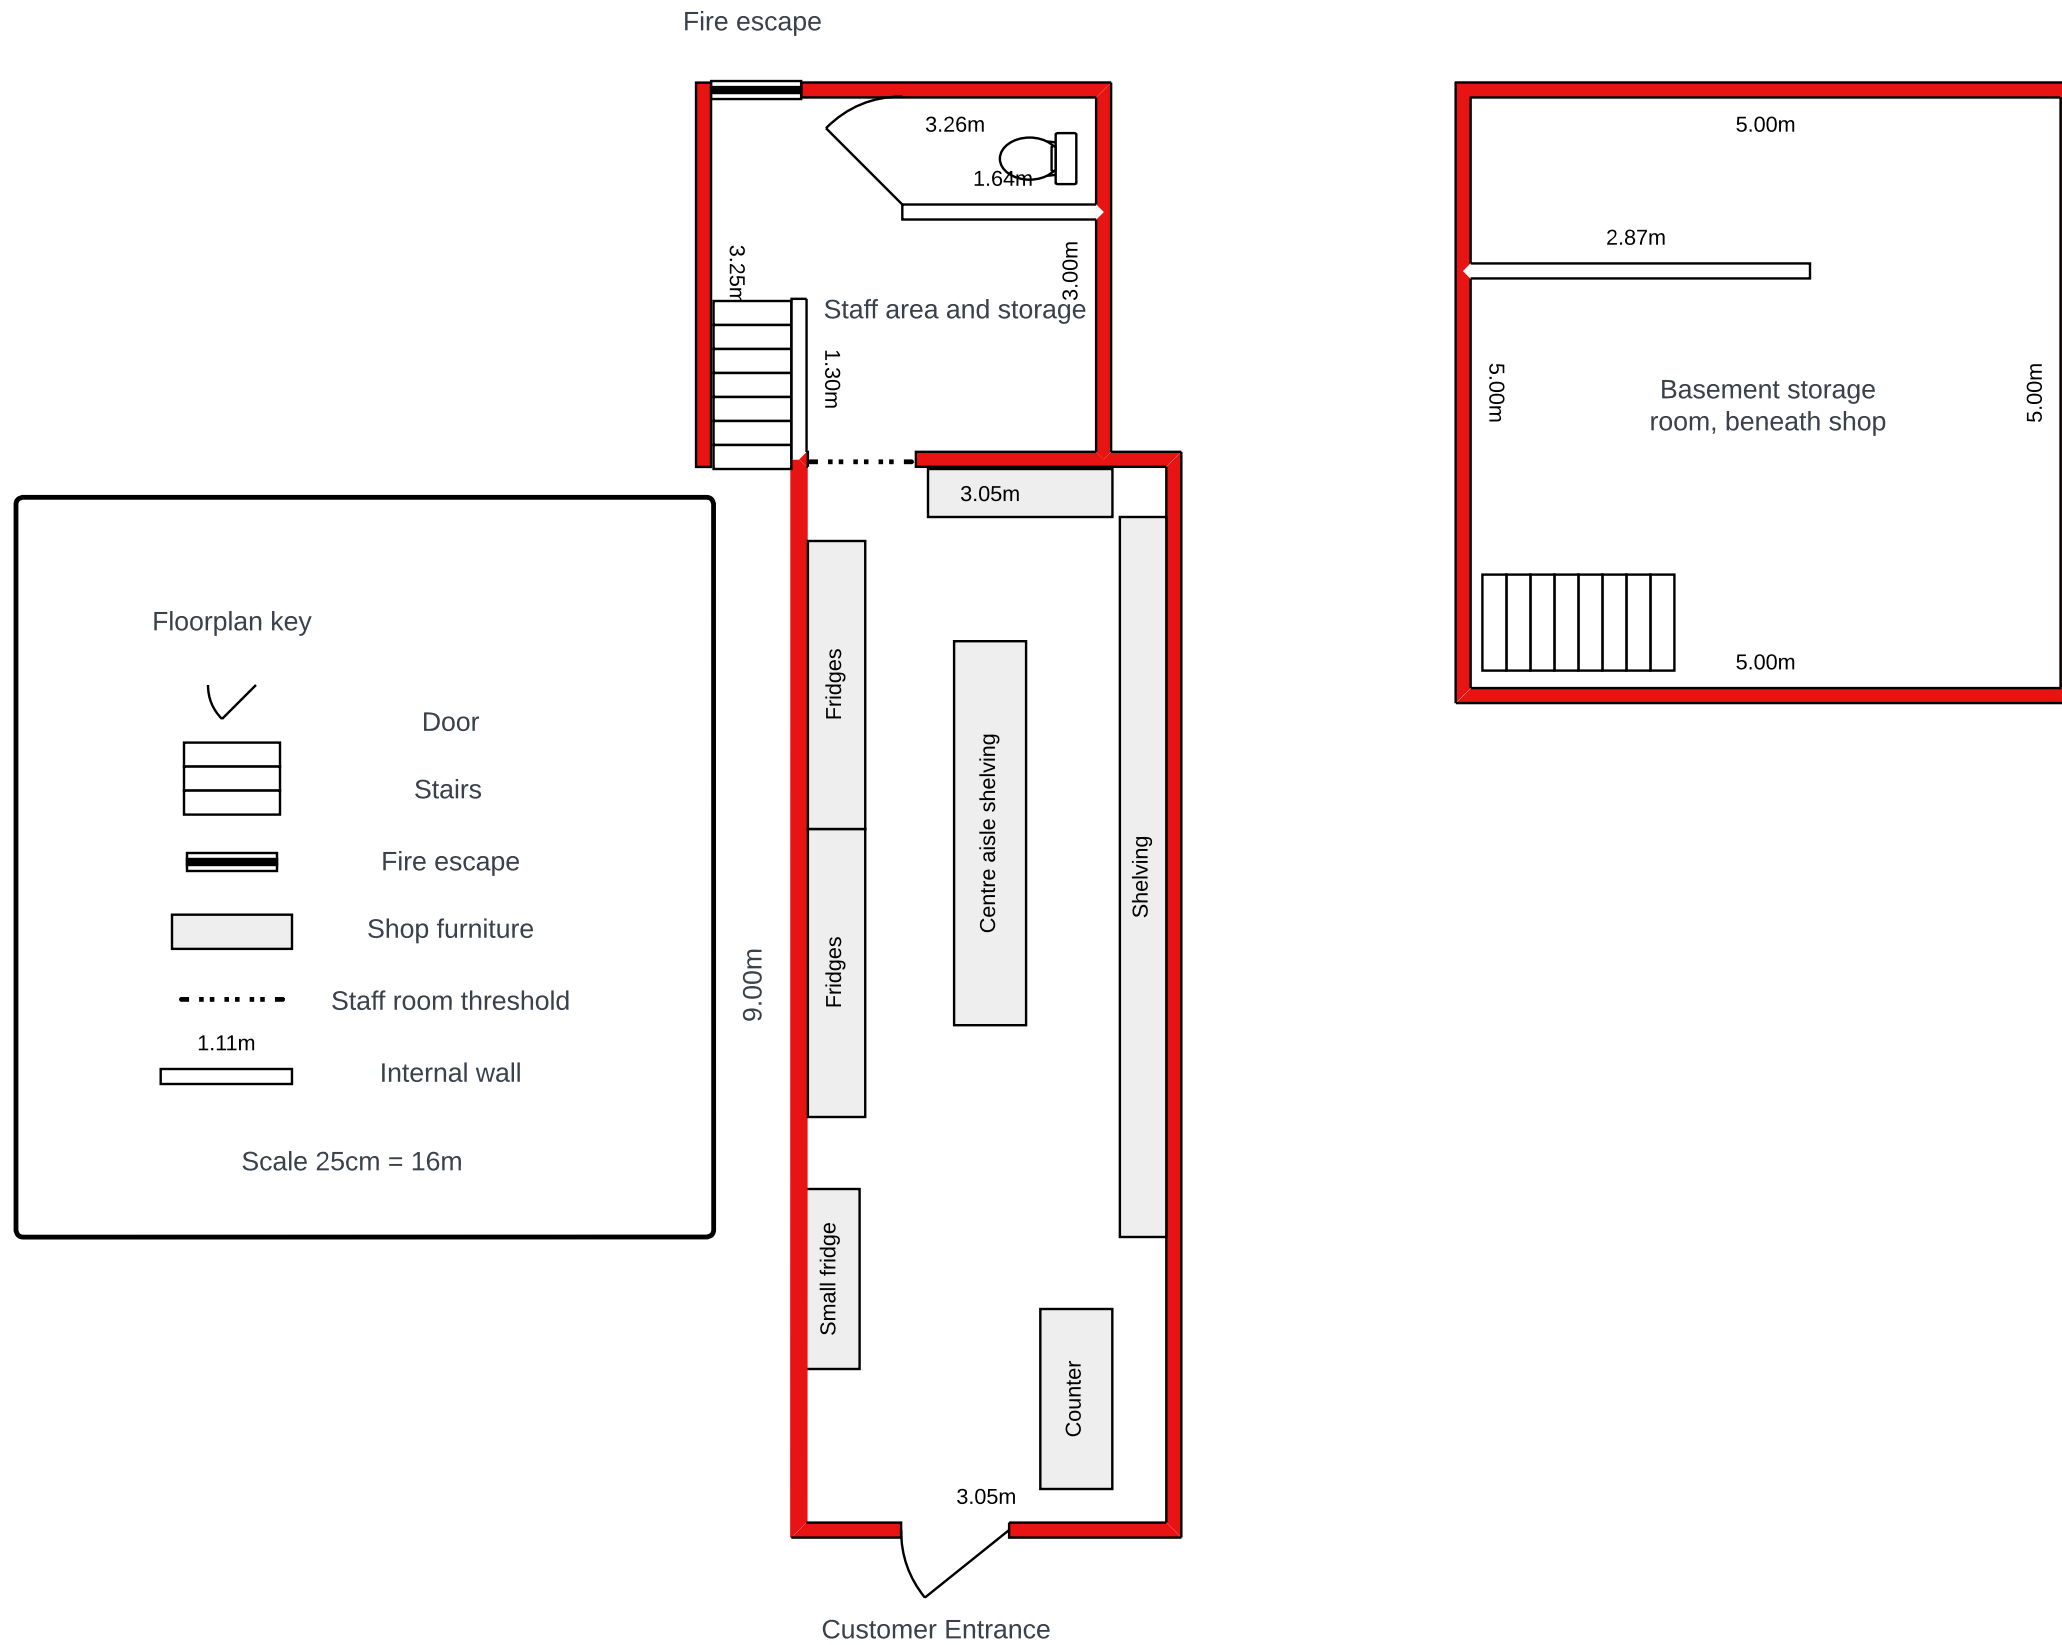 Fire escape
3.26m
1.64m
3.25m
3.00m
Staff area and storage
1.30m
3.05m
Fridges
Centre aisle shelving
Shelving
Fridges
9.00m
Small fridge
Counter
3.05m
Customer Entrance
Floorplan key
Door
Stairs
Fire escape
Shop furniture
Staff room threshold
1.11m
Internal wall
Scale 25cm = 16m
5.00m
2.87m
5.00m
5.00m
Basement storage
room, beneath shop
5.00m